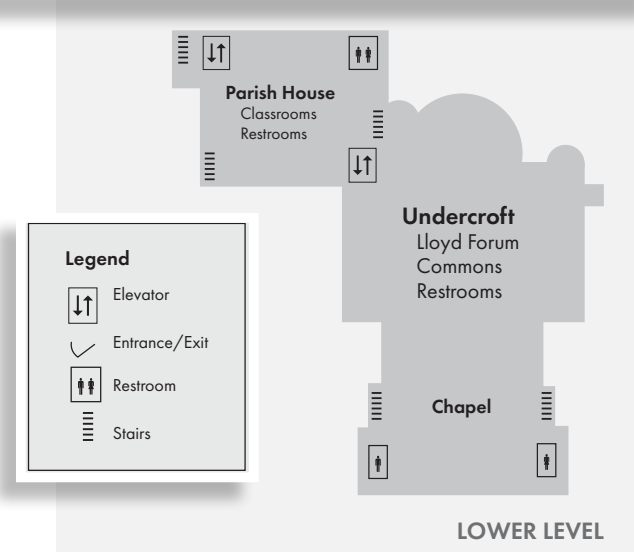 Parish House
Classrooms
Restrooms
Undercroft
Lloyd Forum
Commons
Restrooms
Legend
Elevator
Entrance/Exit
Restroom
Stairs
Chapel
LOWER LEVEL